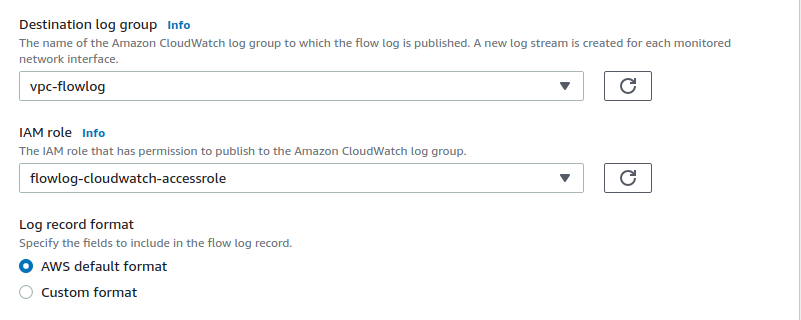 Destination log group Info
The name of the Amazon CloudWatch log group to which the flow log is published. A new log stream is created for each monitored
network interface.
vpc-flowlog
IAM role Info
The IAM role that has permission to publish to the Amazon CloudWatch log group.
flowlog-cloudwatch-accessrole
Log record format
Specify the fields to include in the flow log record.
AWS default format
Custom format